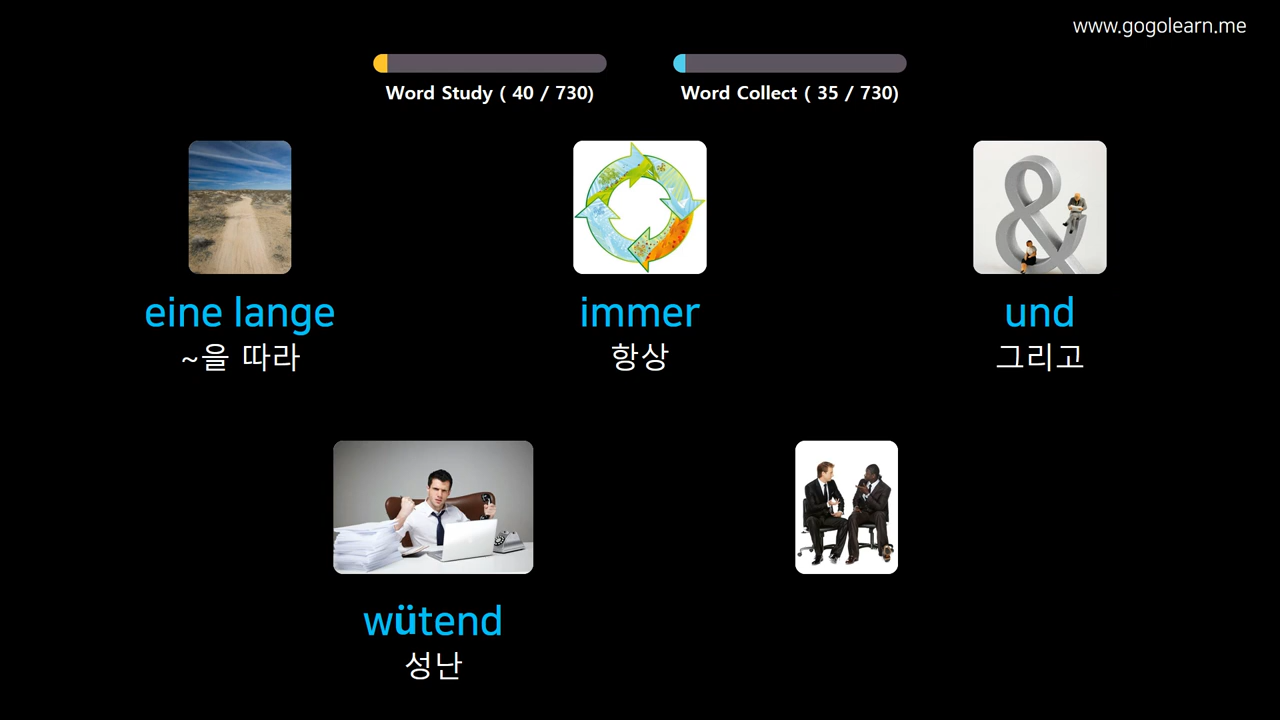 www.gogolearn.me
Word Study ( 40 / 730)
Word Collect ( 35 / 730)
eine lange
~을 따라
immer
항상
und
그리고
wütend
성난